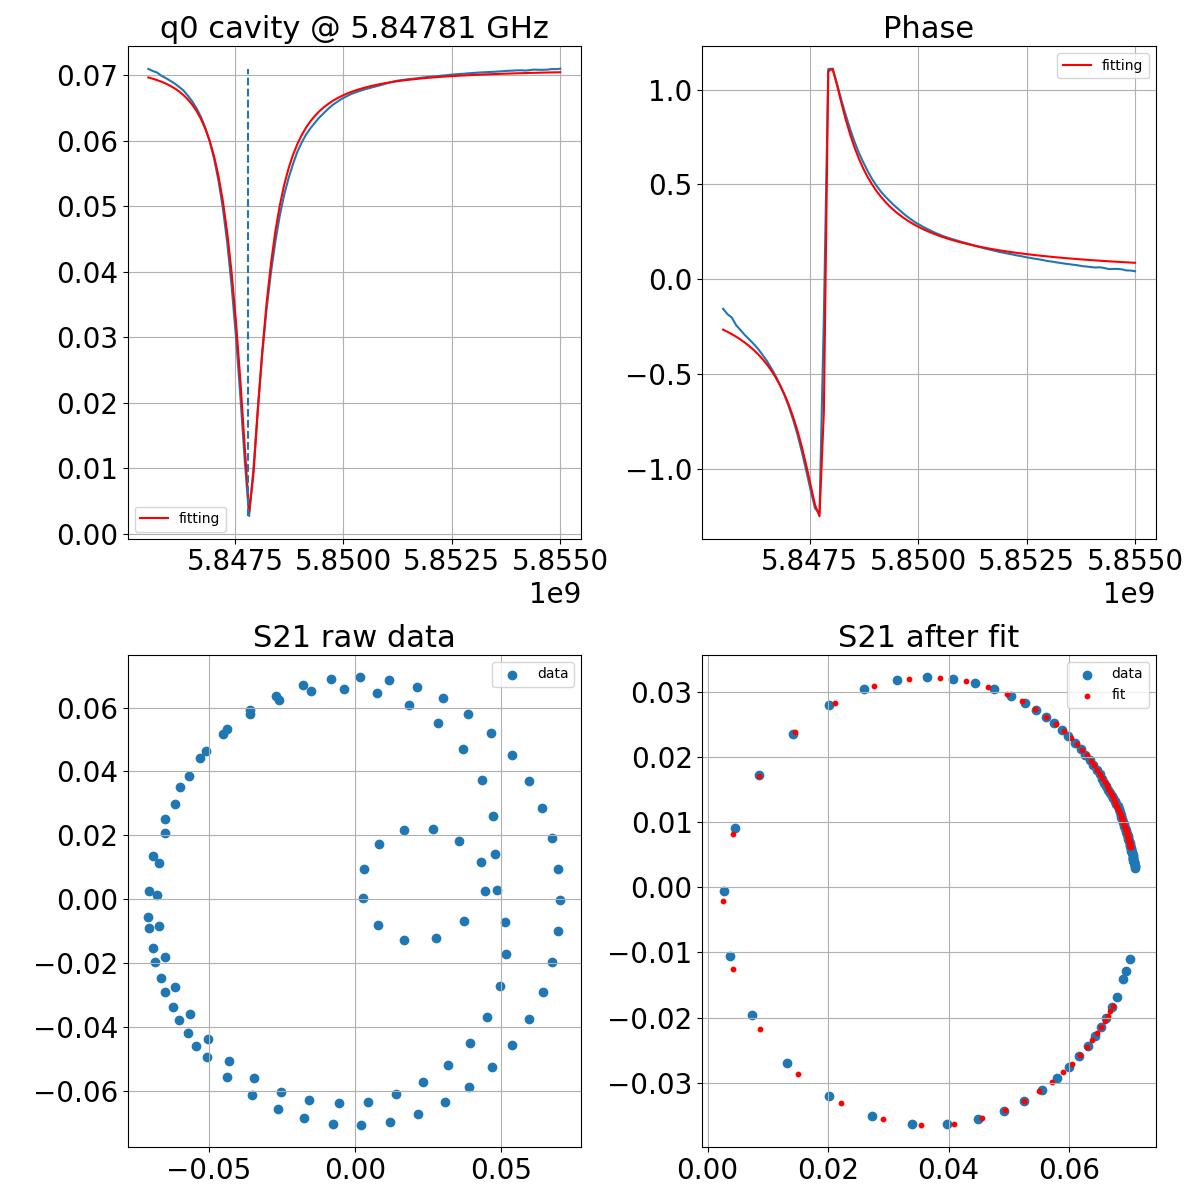 q0 cavity @ 5.84781 GHz
0.07
0.06
0.05
0.04
0.03
0.02
0.01
0.00
fitting
5.8475 5.8500 5.8525 5.8550
1e9
Phase
1.0
0.5
0.0
−0.5
−1.0
fitting
5.8475 5.8500 5.8525 5.8550
1e9
S21 raw data
0.06
0.04
0.02
0.00
−0.02
−0.04
−0.06
data
−0.05 0.00 0.05
S21 after fit
0.03
0.02
0.01
0.00
−0.01
−0.02
−0.03
data
fit
0.00 0.02 0.04 0.06